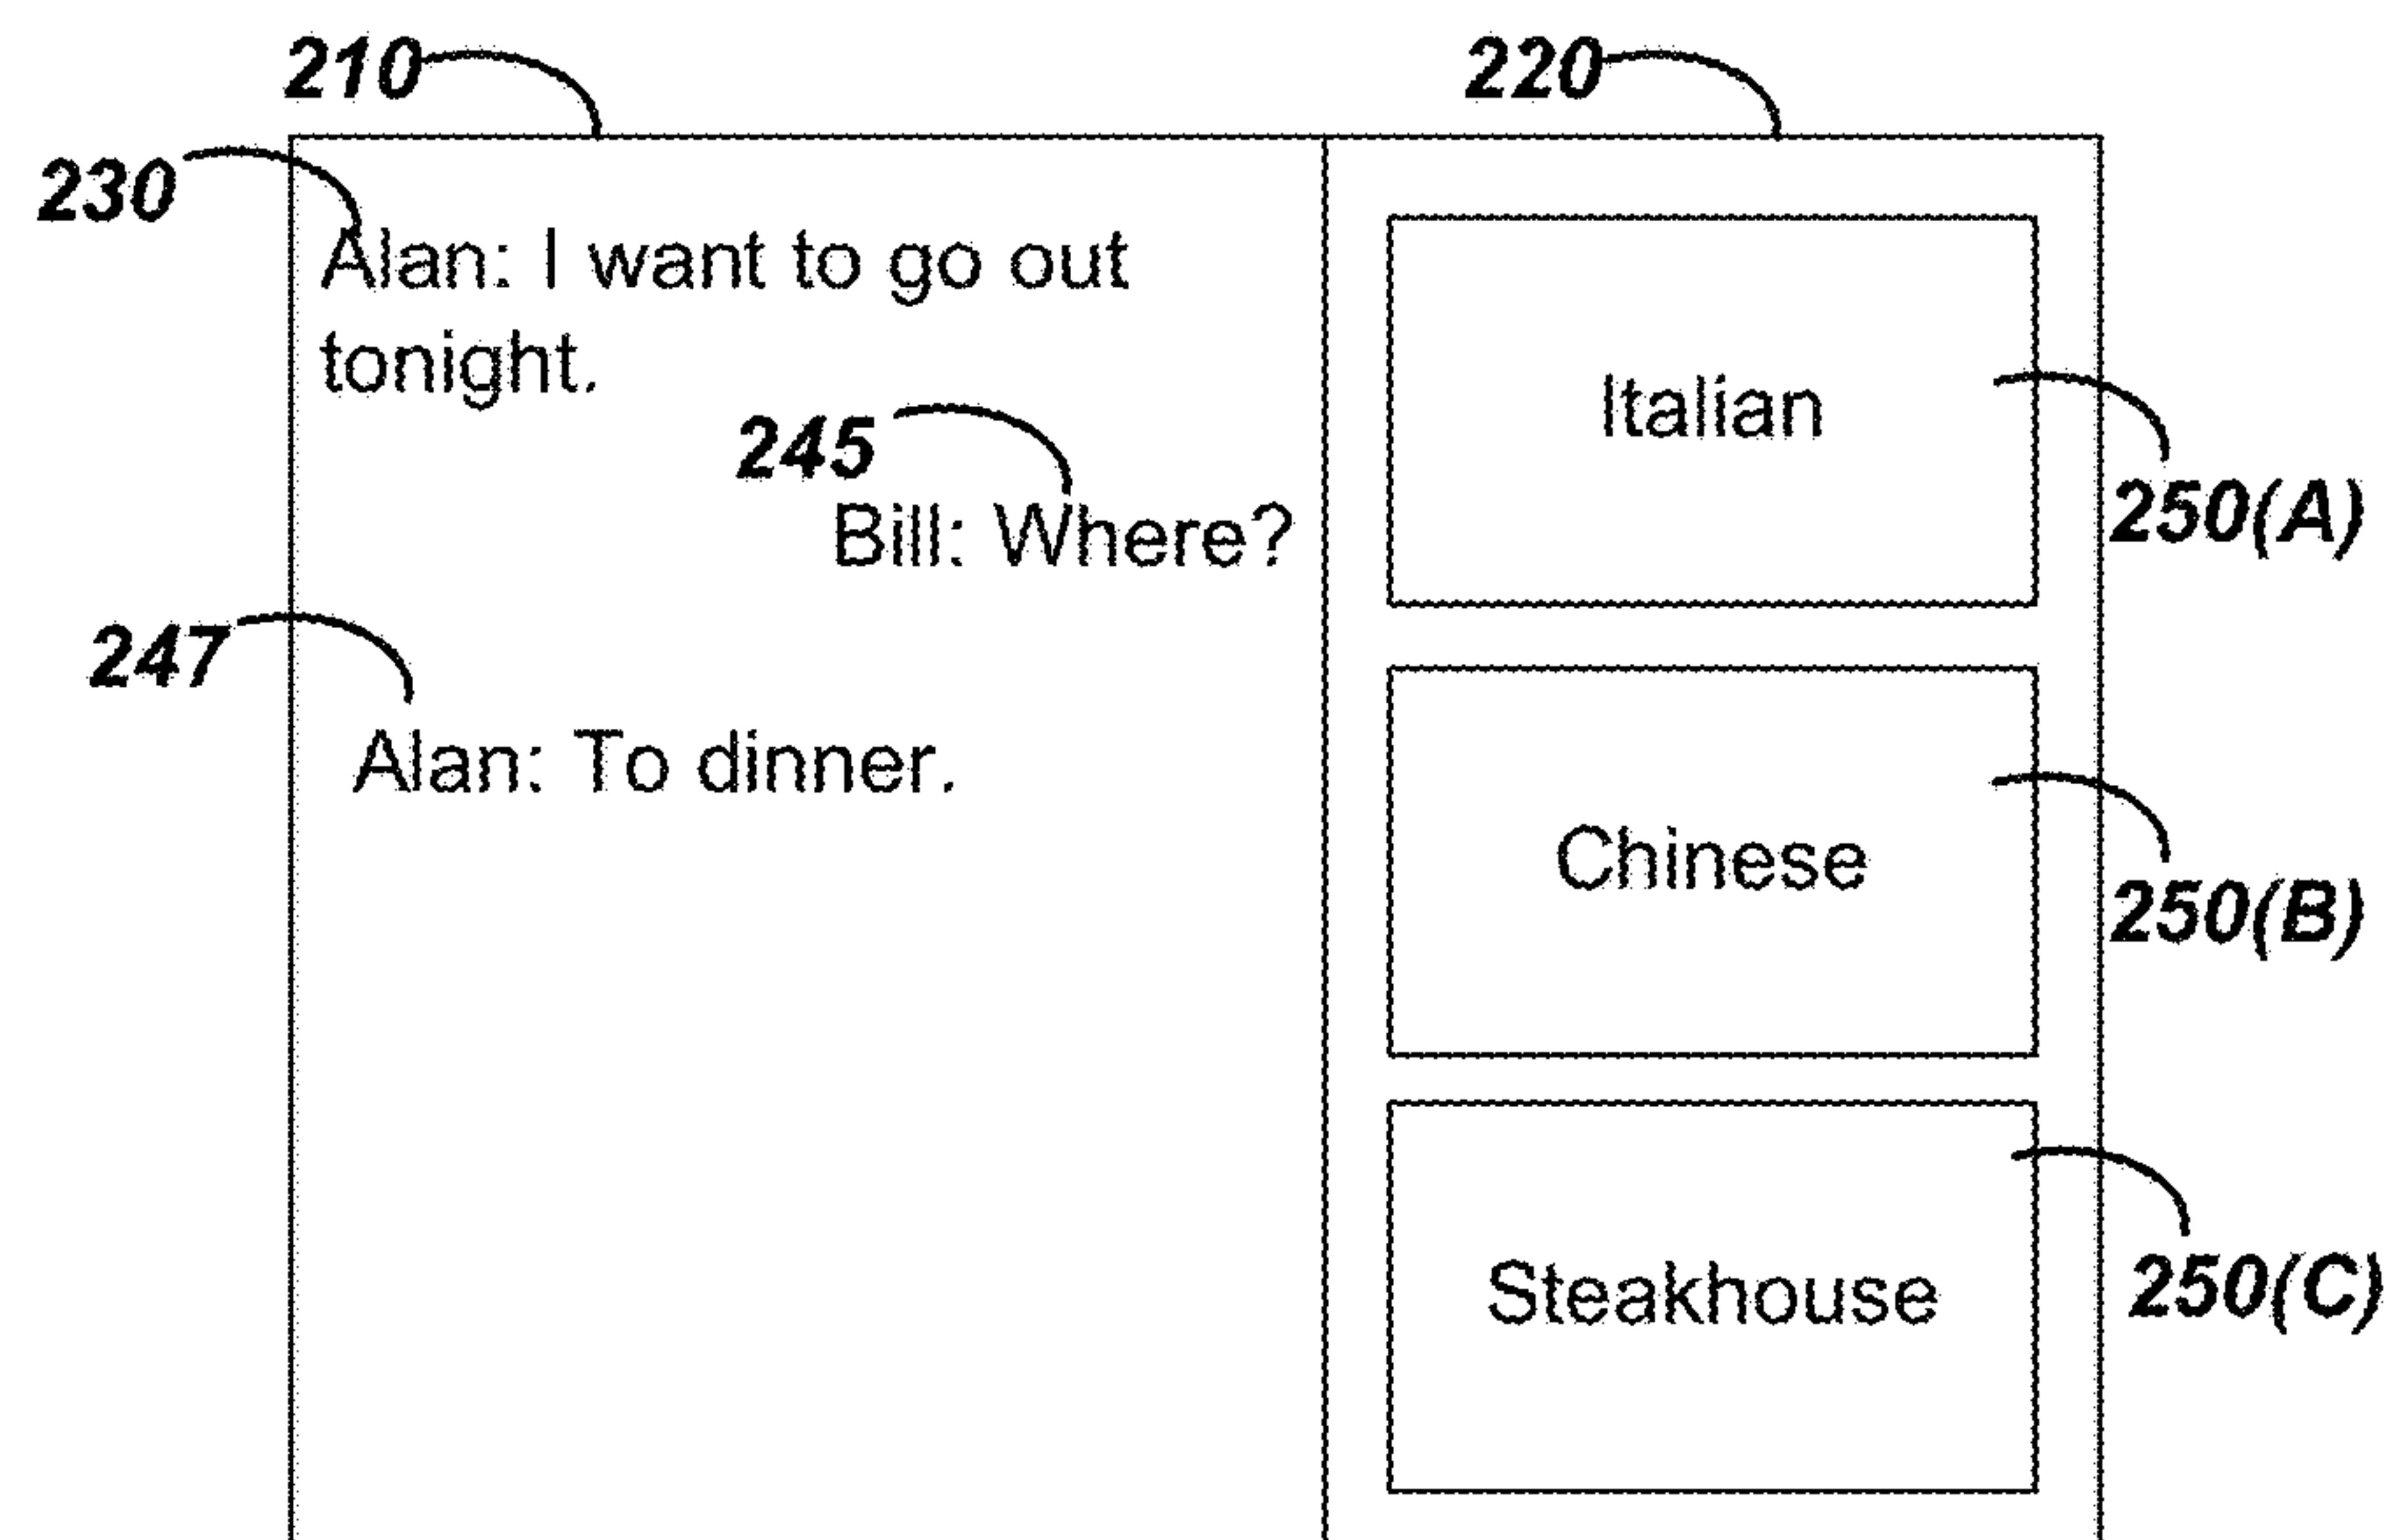 210
220
230
Alan: I want to go out
tonight.
245
Bill: Where?
247
Alan: To dinner.
Italian
250(A)
Chinese
250(B)
Steakhouse
250(C)